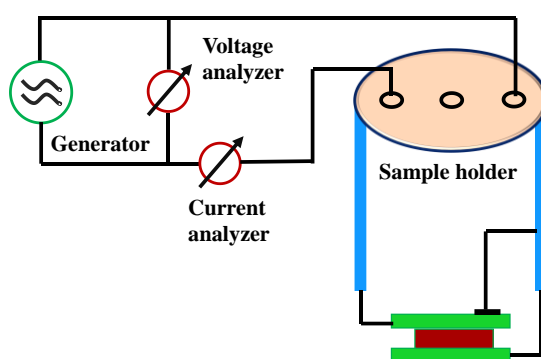 Voltage
analyzer
Generator
Sample holder
Current
analyzer